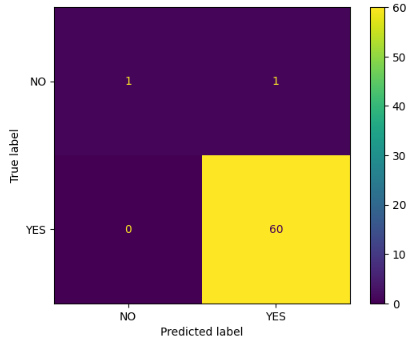 60
NO 1 1
50
40
True label
30
20
YES 0 60
10
0
NO YES
Predicted label